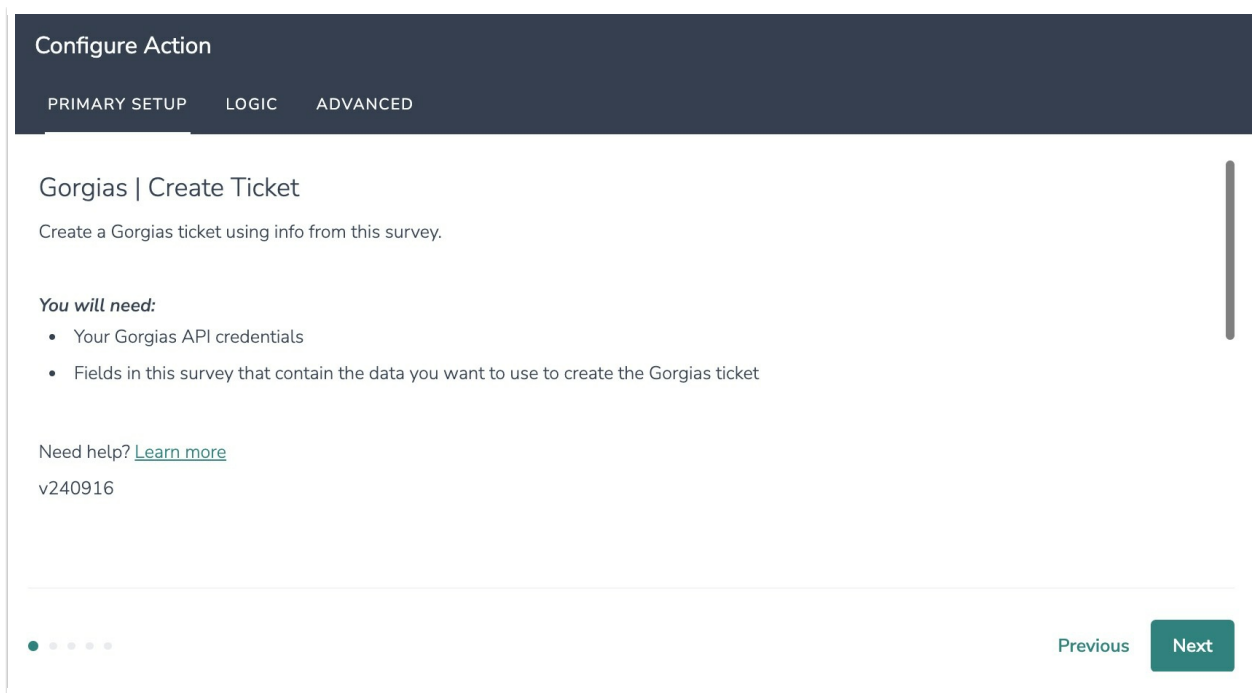 Configure Action
PRIMARY SETUP LOGIC ADVANCED
Gorgias | Create Ticket
Create a Gorgias ticket using info from this survey.
You will need:
• Your Gorgias API credentials
• Fields in this survey that contain the data you want to use to create the Gorgias ticket
Need help? Learn more
v240916
Previous Next